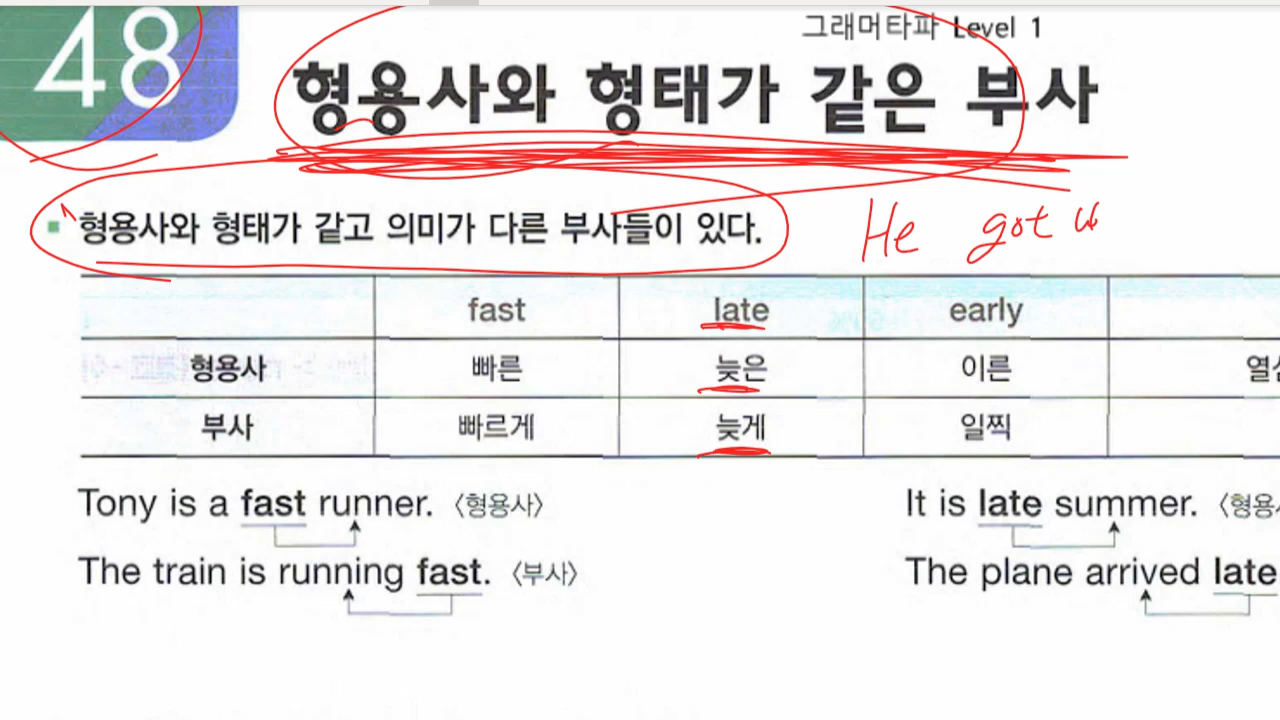 48
그래머타파 Level 1
형용사와 형태가 같은 부사
형용사와 형태가 같고 의미가 다른 부사들이 있다.
He got u
fast late early
형용사 빠른 늦은 이른
부사 빠르게 늦게 일찍
Tony is a fast runner. 〈형용사〉
It is late summer. 〈형용
The train is running fast. 〈부사〉
The plane arrived late